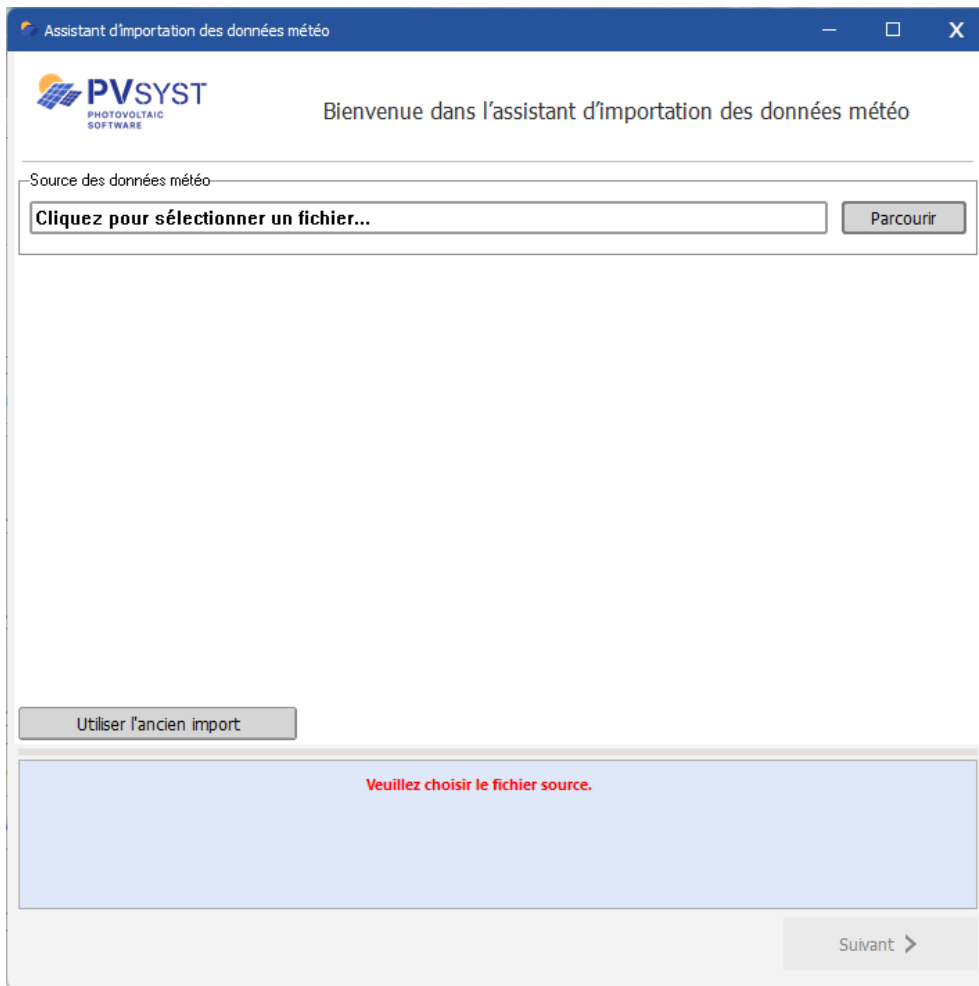 Assistant d'importation des données météo
PVSYST
PHOTOVOLTAIC
SOFTWARE
Bienvenue dans l'assistant d'importation des données météo
Source des données météo
Cliquez pour sélectionner un fichier...
Parcourir
Utiliser l'ancien import
Veuillez choisir le fichier source.
Suivant